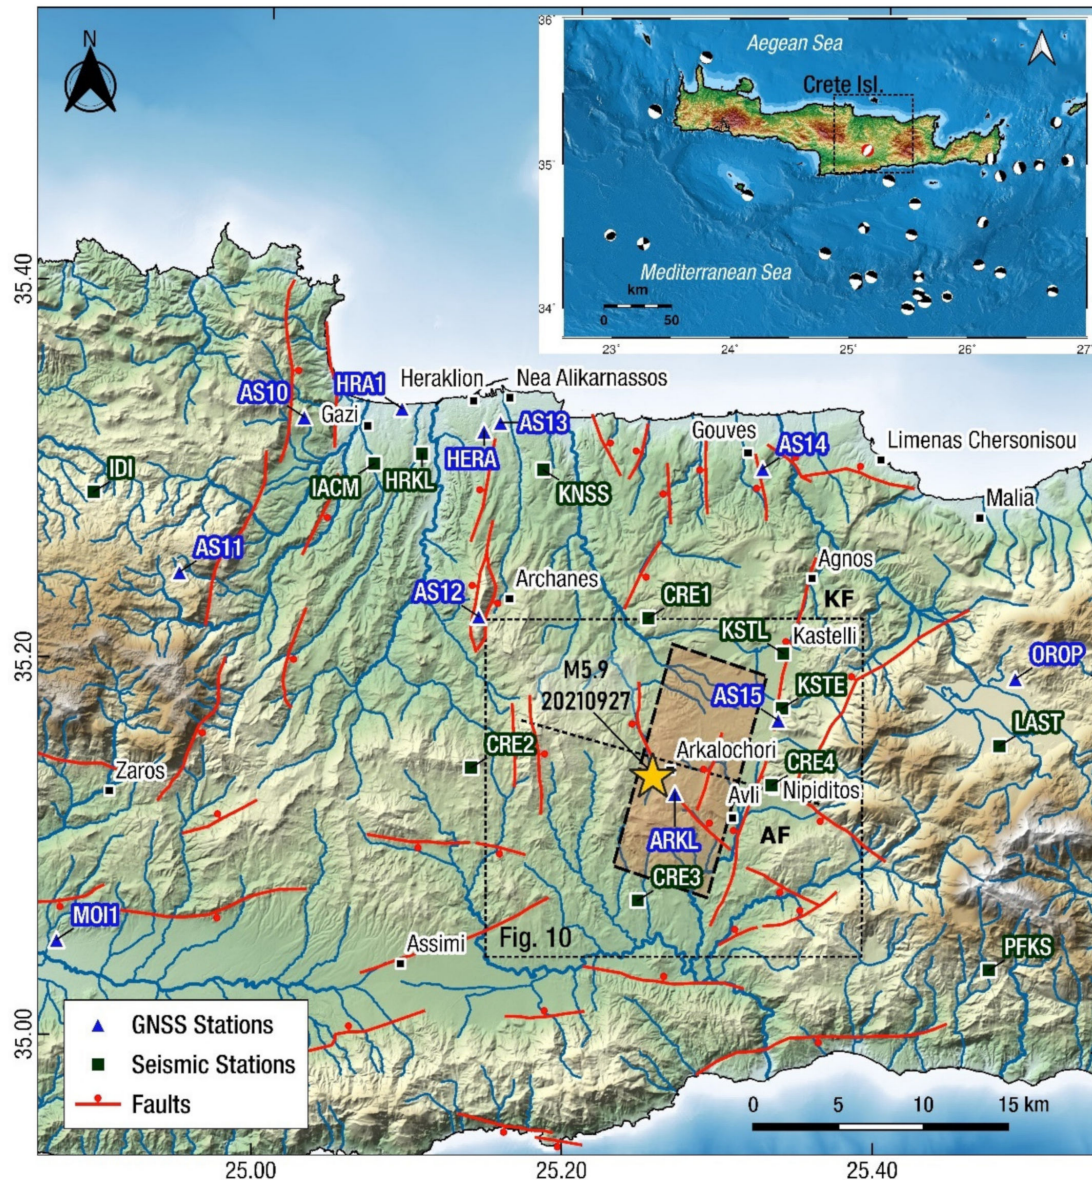 N
36°
Aegean Sea
Crete Isl.
35°
Mediterranean Sea
km
0 50
34°
23° 24° 25° 26° 27°
35.40
HRA1
Heraklion
Nea Alikarnassos
AS10
Gazi
AS13
Gouves
AS14
Limenas Chersonisou
HERA
IDI
IACM
HRKL
KNSS
Malia
AS11
Agnos
Archanes
AS12
CRE1
KF
35.20
KSTL
Kastelli
OROP
M5.9
20210927
KSTE
AS15
LAST
CRE2
Arkalochori
CRE4
Zaros
Avli
Nipiditos
ARKL
AF
CRE3
MOI1
Assimi
Fig. 10
PFKS
35.00
GNSS Stations
Seismic Stations
Faults
0 5 10 15 km
25.00 25.20 25.40